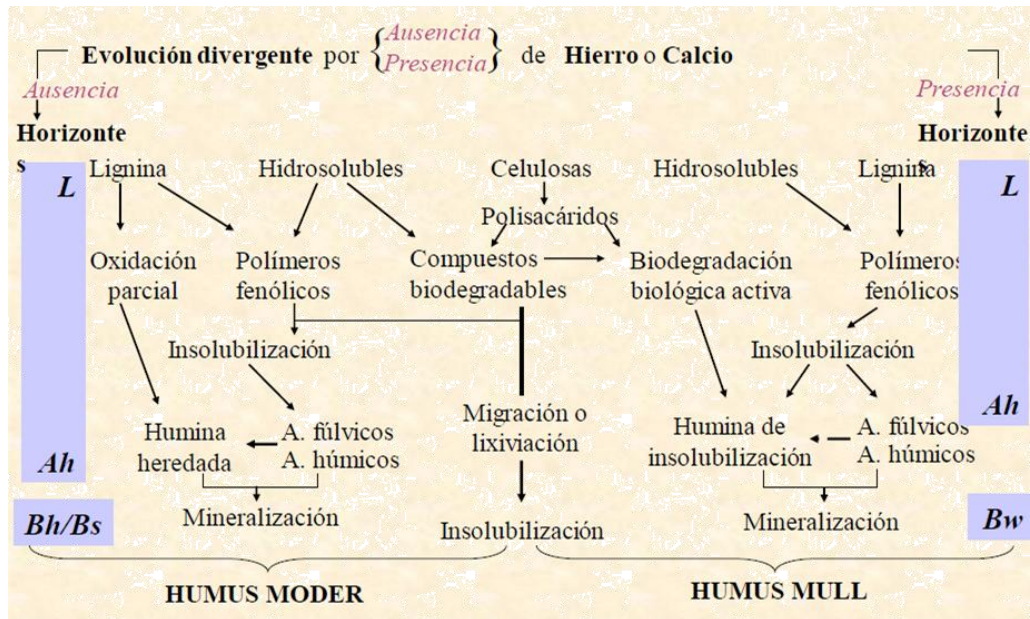 Evolución divergente por { Ausencia Presencia } de Hierro o Calcio
Ausencia
Presencia
Horizonte
s
Horizonte
s
L
Lignina
Hidrosolubles
Celulosas
Hidrosolubles
Lignina
L
Polisacáridos
Oxidación
parcial
Polímeros
fenólicos
Compuestos
biodegradables
Biodegradación
biológica activa
Polímeros
fenólicos
Insolubilización
Insolubilización
Migración o
lixiviación
Humina
heredada
A. fúlvicos
A. húmicos
Humina de
insolubilización
A. fúlvicos
A. húmicos
Ah
Ah
Mineralización
Insolubilización
Mineralización
Bh/Bs
Bw
HUMUS MODER
HUMUS MULL